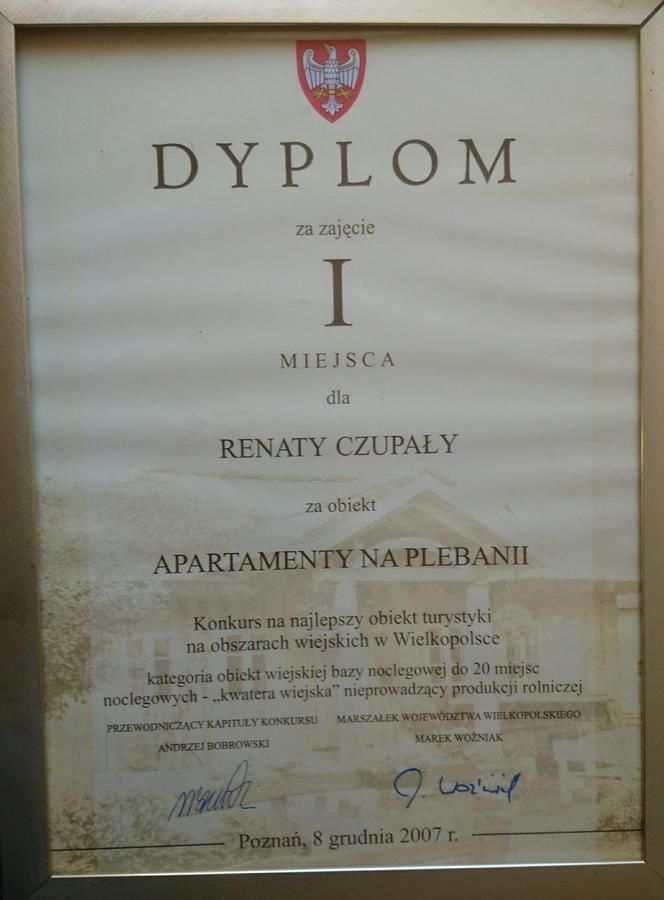 DYPLOM
za zajęcie
I
MIEJSCA
dla
RENATY CZUPAŁY
za obiekt
APARTAMENTY NA PLEBANII
Konkurs na najlepszy obiekt turystyki
na obszarach wiejskich w Wielkopolsce
kategoria obiekt wiejskiej bazy noclegowej do 20 miejsc
noclegowych - „kwatera wiejska” nieprowadzący produkcji rolniczej
PRZEWODNICZĄCY KAPITUŁY KONKURSU
ANDRZEJ BOBROWSKI
MARSZAŁEK WOJEWÓDZTWA WIELKOPOLSKIEGO
MAREK WOŹNIAK
Poznań, 8 grudnia 2007 r.